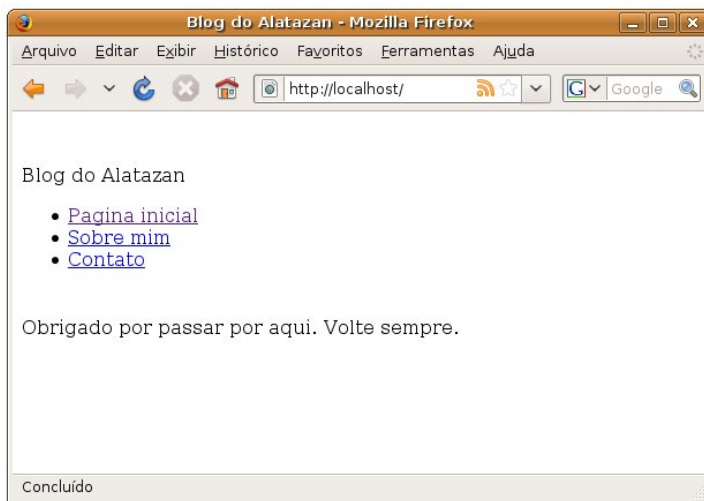 Blog do Alatazan - Mozilla Firefox
Arquivo Editar Exibir Histórico Favoritos Ferramentas Ajuda
http://localhost/ G Google
Blog do Alatazan
Pagina inicial
Sobre mim
Contato
Obrigado por passar por aqui. Volte sempre.
Concluído